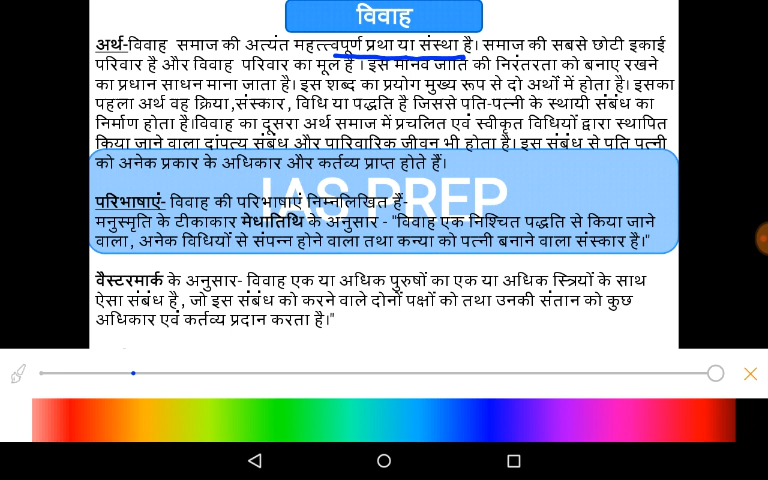 विवाह
अर्थ-विवाह समाज की अत्यंत महत्त्वपूर्ण प्रथा या संस्था है। समाज की सबसे छोटी इकाई
परिवार है और विवाह परिवार का मूल है । इस मानव जाति की निरंतरता को बनाए रखने
का प्रधान साधन माना जाता है। इस शब्द का प्रयोग मुख्य रूप से दो अर्थों में होता है। इसका
पहला अर्थ वह क्रिया,संस्कार, विधि या पद्धति है जिससे पति-पत्नी के स्थायी संबंध का
निर्माण होता है।विवाह का दूसरा अर्थ समाज में प्रचलित एवं स्वीकृत विधियों द्वारा स्थापित
किया जाने वाला दांपत्य संबंध और पारिवारिक जीवन भी होता है। इस संबंध से पति पत्नी
को अनेक प्रकार के अधिकार और कर्तव्य प्राप्त होते हैं।
IAS PREP
परिभाषाएं- विवाह की परिभाषाएं निम्नलिखित हैं-
मनुस्मृति के टीकाकार मेधातिथि के अनुसार - "विवाह एक निश्चित पद्धति से किया जाने
वाला, अनेक विधियों से संपन्न होने वाला तथा कन्या को पत्नी बनाने वाला संस्कार है।"
वैस्टरमार्क के अनुसार- विवाह एक या अधिक पुरुषों का एक या अधिक स्त्रियों के साथ
ऐसा संबंध है, जो इस संबंध को करने वाले दोनों पक्षों को तथा उनकी संतान को कुछ
अधिकार एवं कर्तव्य प्रदान करता है।"